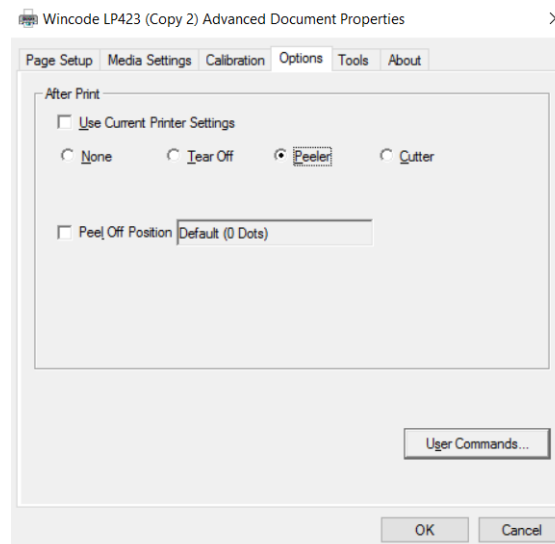 Wincode LP423 (Copy 2) Advanced Document Properties
Page Setup Media Settings Calibration Options Tools About
After Print
Use Current Printer Settings
None Tear Off Peeler Cutter
Peel Off Position Default (0 Dots)
User Commands...
OK Cancel